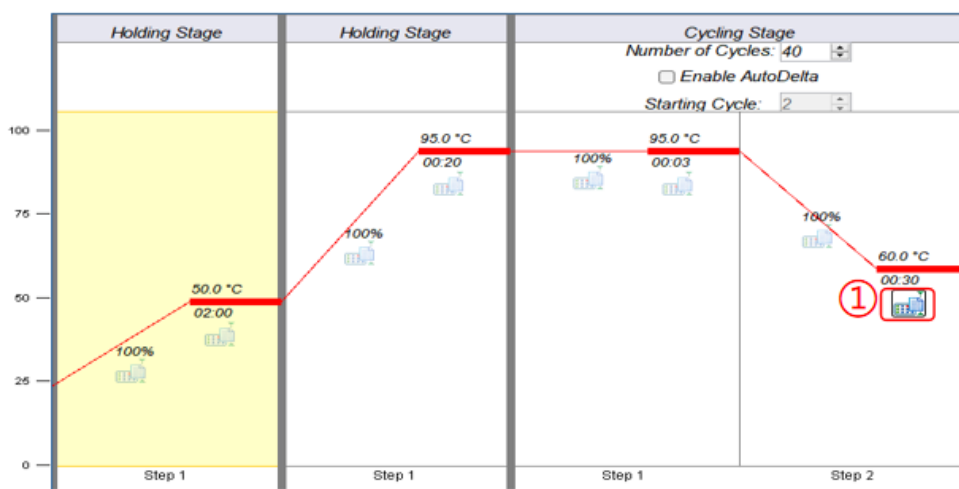 Holding Stage
Holding Stage
Cycling Stage
Number of Cycles: 40
Enable AutoDelta
Starting Cycle: 2
100
75
50
25
0
100%
50.0 °C
02:00
100%
95.0 °C
00:20
100%
95.0 °C
00:03
100%
60.0 °C
00:30
①
Step 1
Step 1
Step 1
Step 2